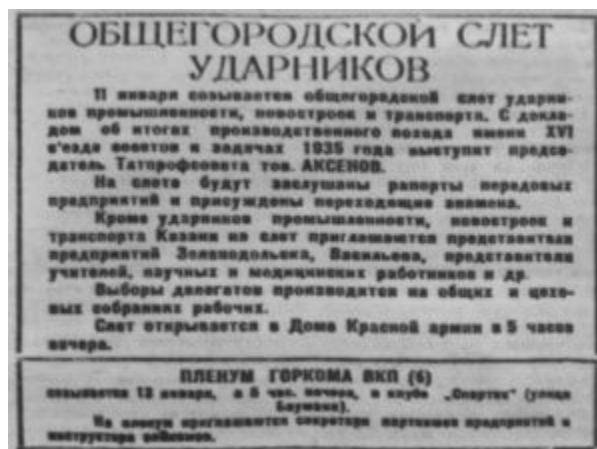 ОБЩЕГОРОДСКОЙ СЛЕТ
УДАРНИКОВ
11 января созывается общегородской слет ударни-
ков промышленности, новостроек и транспорта. С докла-
дом об итогах производственного похода имени XVI
с'езда советов и задачах 1935 года выступит предсе-
датель Татпрофсовета тов. АКСЕНОВ.
На слете будут заслушаны рапорты передовых
предприятий и присуждены переходящие знамена.
Кроме ударников промышленности, новостроек и
транспорта Казани на слет приглашаются представители
предприятий Зеленодольска, Васильева, представители
учителей, научных и медицинских работников и др.
Выборы делегатов производятся на общих и цехо-
вых собраниях рабочих.
Слет открывается в Доме Красной армии в 5 часов
вечера.
ПЛЕНУМ ГОРКОМА ВКП (б)
созывается 13 января, в 6 час. вечера, в клубе „Спартак" (улица
Баумана).
На пленум приглашаются секретари парткомов предприятий и
инструктора